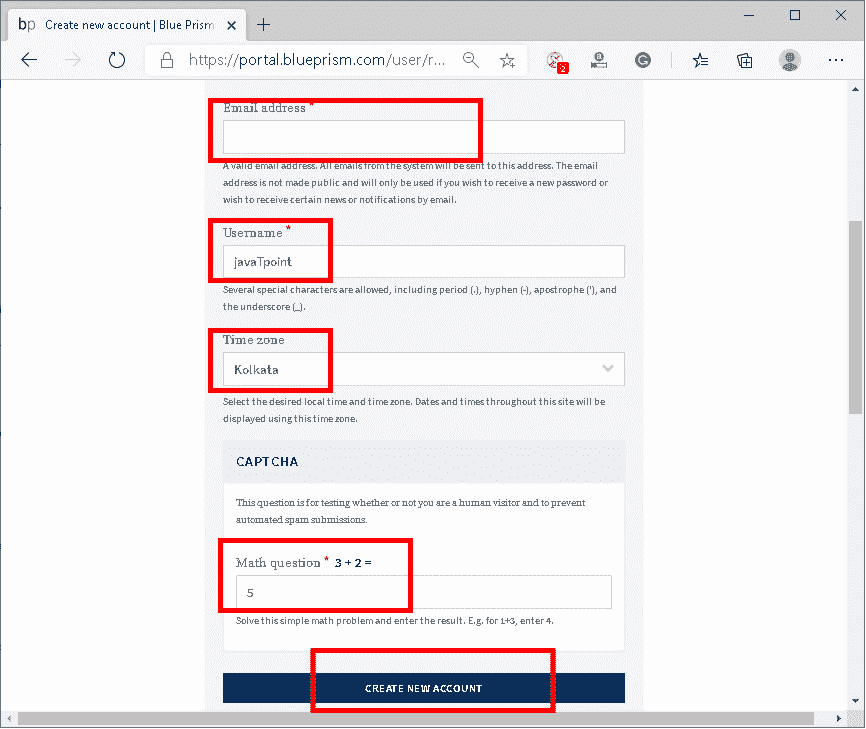 bp Create new account | Blue Prism
https://portal.blueprism.com/user/r...
2
Email address *
A valid email address. All emails from the system will be sent to this address. The email
address is not made public and will only be used if you wish to receive a new password or
wish to receive certain news or notifications by email.
Username *
javaTpoint
Several special characters are allowed, including period (.), hyphen (-), apostrophe ('), and
the underscore (_).
Time zone
Kolkata
Select the desired local time and time zone. Dates and times throughout this site will be
displayed using this time zone.
CAPTCHA
This question is for testing whether or not you are a human visitor and to prevent
automated spam submissions.
Math question * 3 + 2 =
5
Solve this simple math problem and enter the result. E.g. for 1+3, enter 4.
CREATE NEW ACCOUNT